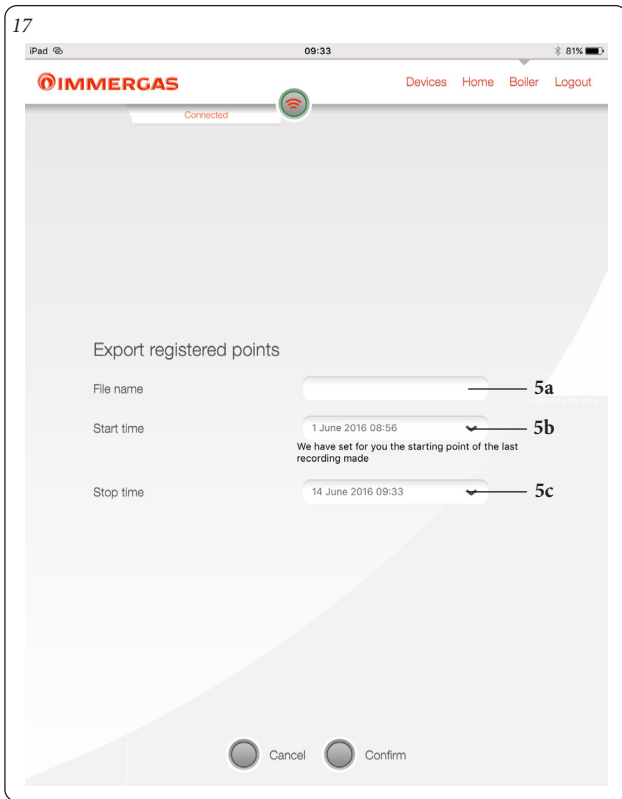 17
iPad 09:33 81%
IMMERGAS Devices Home Boiler Logout
Connected
Export registered points
File name 5a
Start time 1 June 2016 08:56 5b
We have set for you the starting point of the last
recording made
Stop time 14 June 2016 09:33 5c
Cancel Confirm